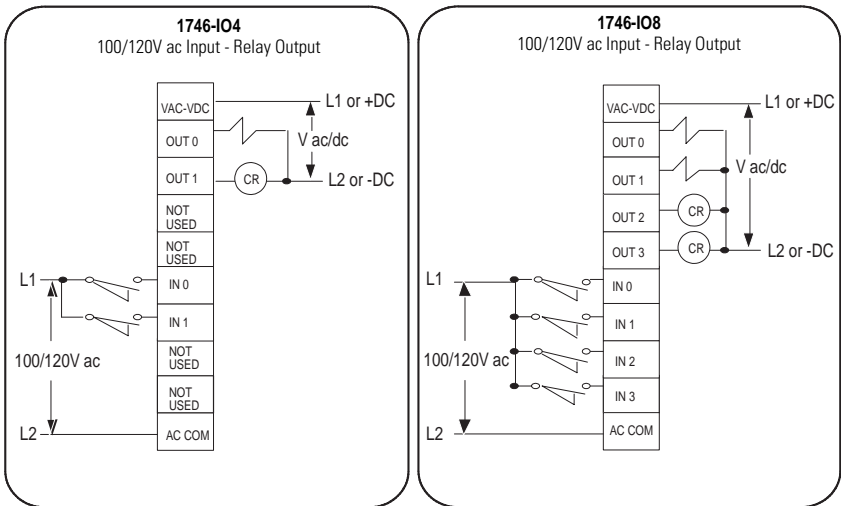 1746-IO4
100/120V ac Input - Relay Output
VAC-VDC
L1 or +DC
OUT 0
V ac/dc
OUT 1
CR
L2 or -DC
NOT
USED
NOT
USED
L1
IN 0
IN 1
100/120V ac
NOT
USED
NOT
USED
L2
AC COM
1746-IO8
100/120V ac Input - Relay Output
VAC-VDC
L1 or +DC
OUT 0
V ac/dc
OUT 1
OUT 2
CR
OUT 3
CR
L2 or -DC
L1
IN 0
IN 1
100/120V ac
IN 2
IN 3
L2
AC COM